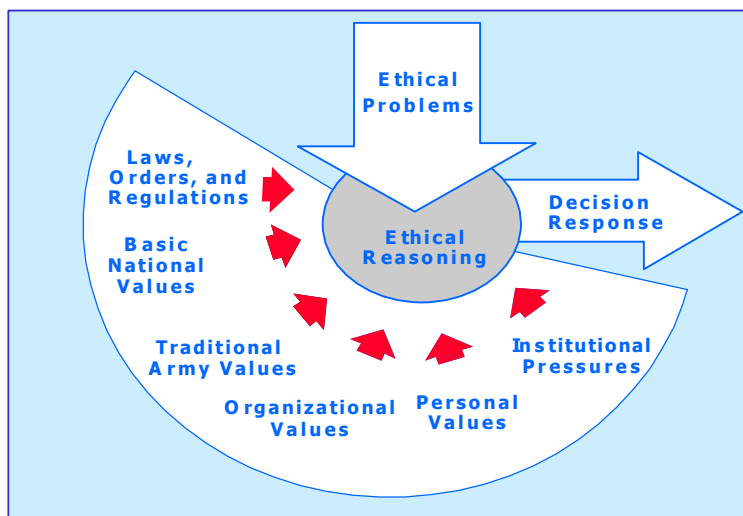 Ethical
Problems
Laws,
Orders, and
Regulations
Decision
Response
Ethical
Reasoning
Basic
National
Values
Traditional
Army Values
Institutional
Pressures
Organizational
Values
Personal
Values